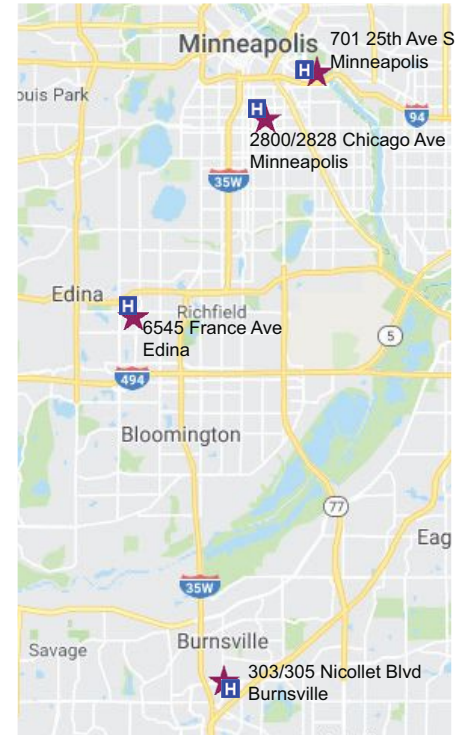 Minneapolis
701 25th Ave S
Minneapolis
H
ouis Park
H
94
2800/2828 Chicago Ave
Minneapolis
35W
Edina
H
Richfield
6545 France Ave
Edina
5
494
Bloomington
77
Eag
35W
Burnsville
Savage
303/305 Nicollet Blvd
H
Burnsville